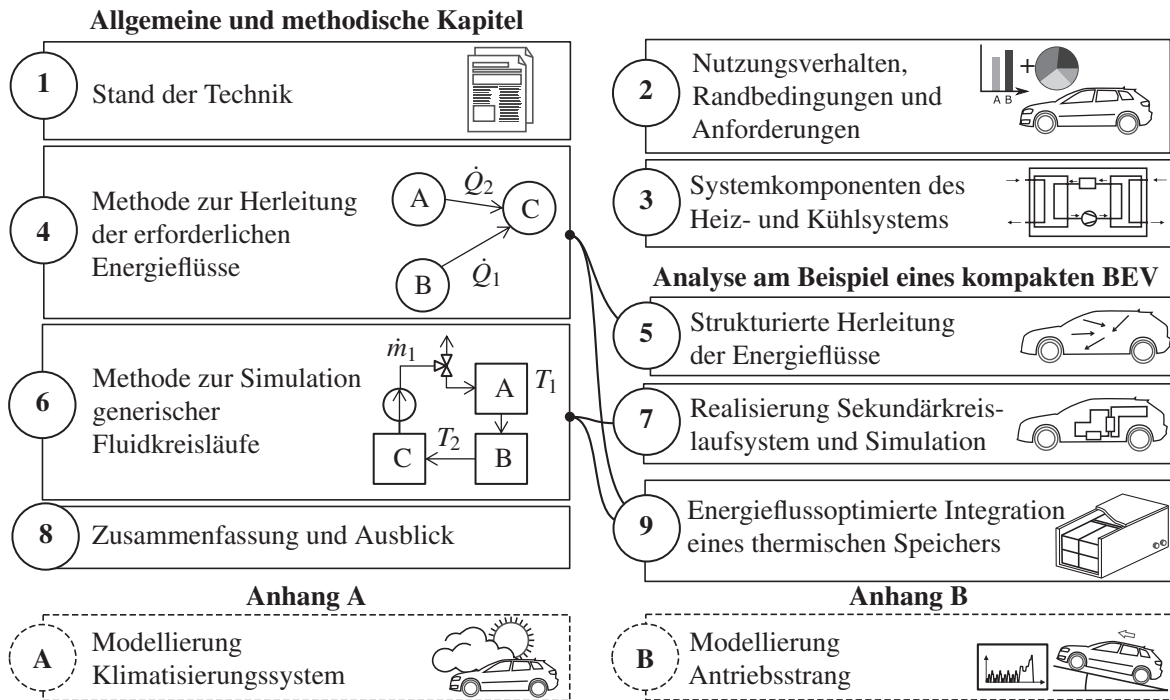 Allgemeine und methodische Kapitel
1
Stand der Technik
2
Nutzungsverhalten,
Randbedingungen und
Anforderungen
A B
+
4
Methode zur Herleitung
der erforderlichen
Energieflüsse
A
Q̇2
C
B
Q̇1
3
Systemkomponenten des
Heiz- und Kühlsystems
Analyse am Beispiel eines kompakten BEV
5
Strukturierte Herleitung
der Energieflüsse
6
Methode zur Simulation
generischer
Fluidkreisläufe
ṁ1
A
T1
T2
C
B
7
Realisierung Sekundärkreis-
laufsystem und Simulation
8
Zusammenfassung und Ausblick
9
Energieflussoptimierte Integration
eines thermischen Speichers
Anhang A
A
Modellierung
Klimatisierungssystem
Anhang B
B
Modellierung
Antriebsstrang